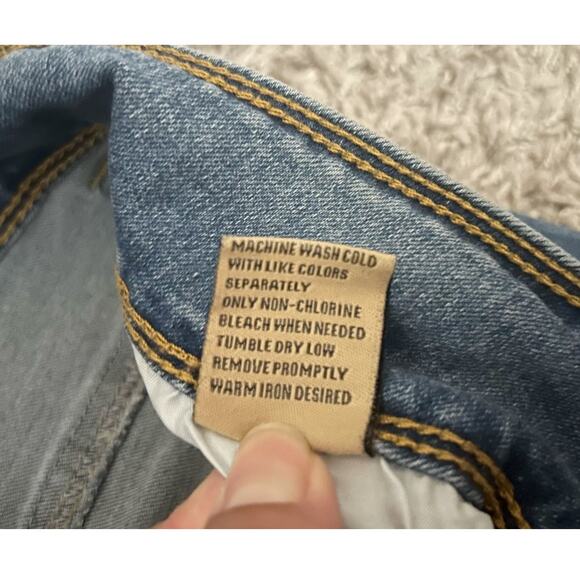 MACHINE WASH COLD
WITH LIKE COLORS
SEPARATELY
ONLY NON-CHLORINE
BLEACH WHEN NEEDED
TUMBLE DRY LOW
REMOVE PROMPTLY
WARM IRON DESIRED